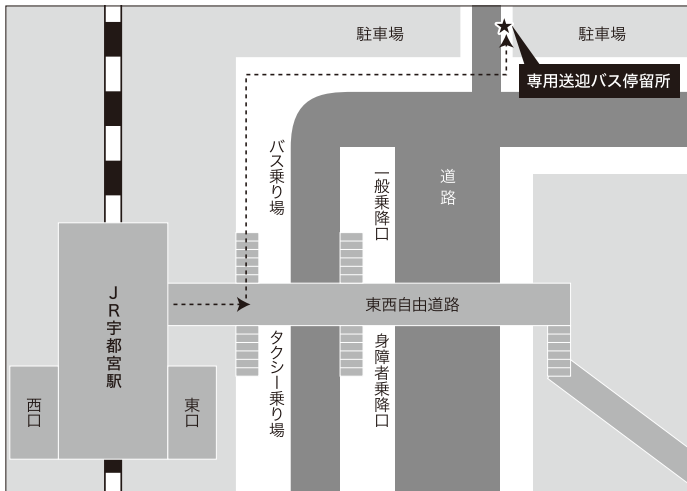 駐車場
駐車場
専用送迎バス停留所
バス乗り場
一般乗降口
道路
JR宇都宮駅
東西自由道路
タクシー乗り場
身障者乗降口
西口
東口